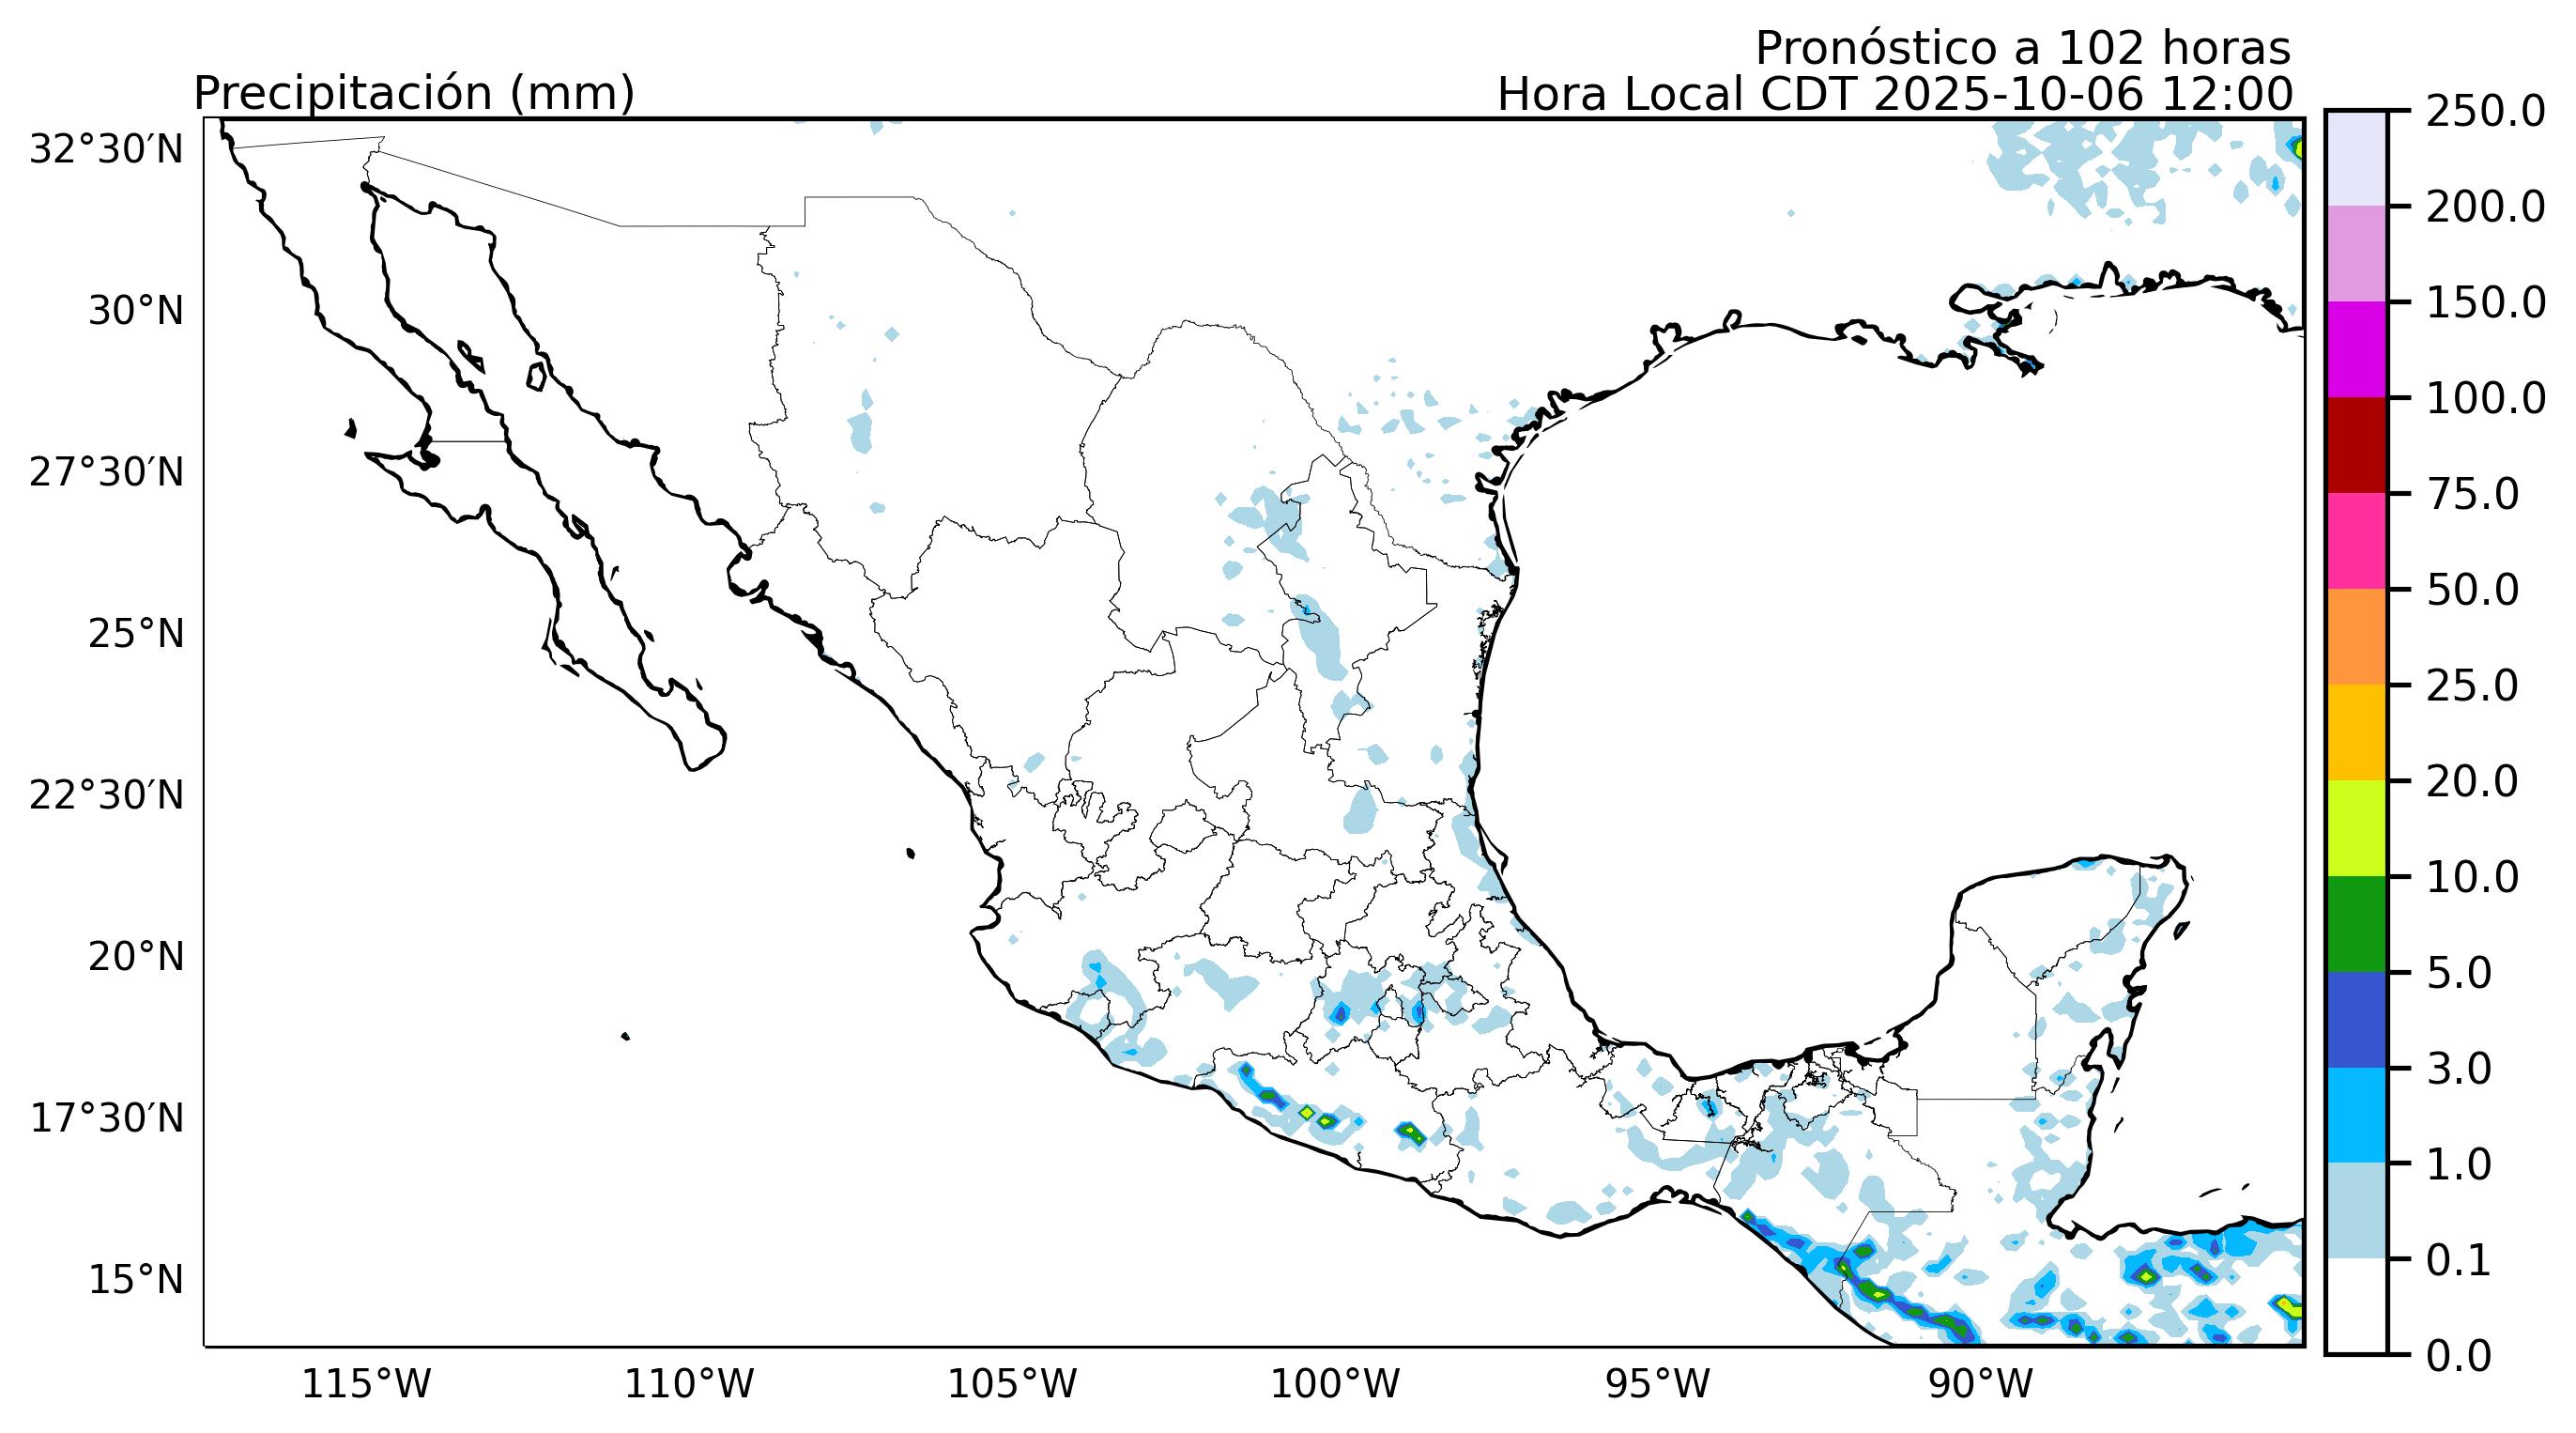 Pronóstico a 102 horas
Precipitación (mm)
Hora Local CDT 2025-10-06 12:00
32°30′N
30°N
27°30′N
25°N
22°30′N
20°N
17°30′N
15°N
115°W
110°W
105°W
100°W
95°W
90°W
250.0
200.0
150.0
100.0
75.0
50.0
25.0
20.0
10.0
5.0
3.0
1.0
0.1
0.0